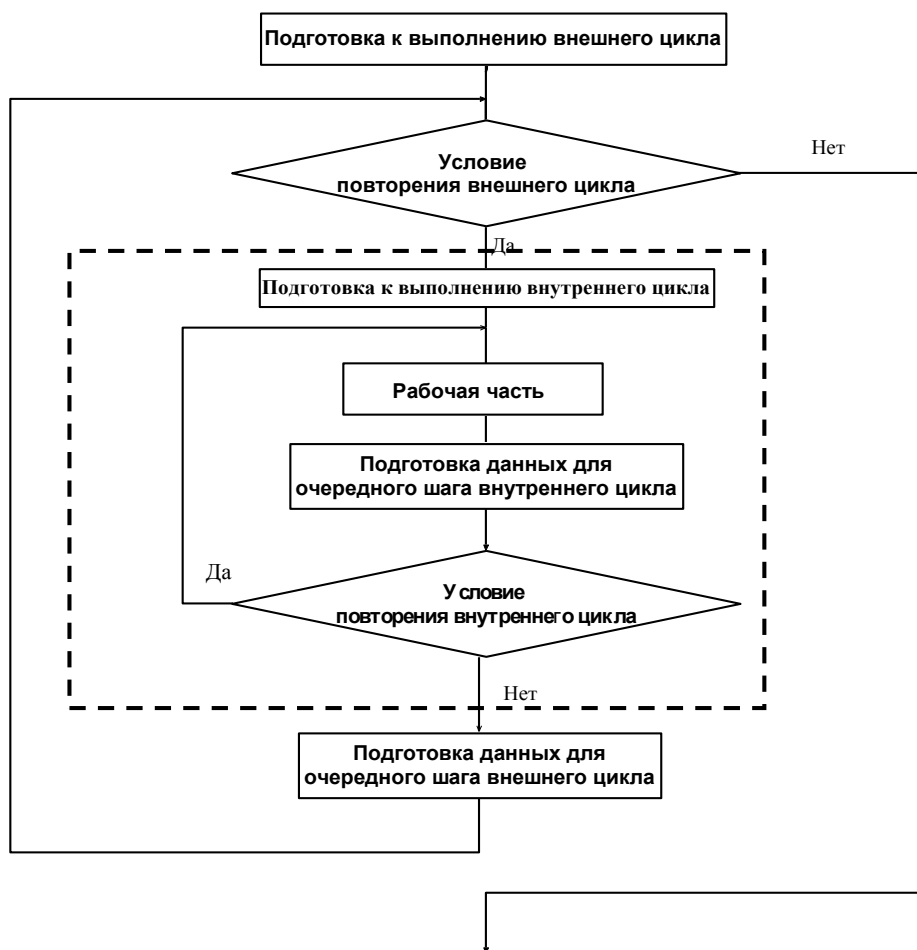 Подготовка к выполнению внешнего цикла
Условие
повторения внешнего цикла
Нет
Да
Подготовка к выполнению внутреннего цикла
Рабочая часть
Подготовка данных для
очередного шага внутреннего цикла
Да
Условие
повторения внутреннего цикла
Нет
Подготовка данных для
очередного шага внешнего цикла